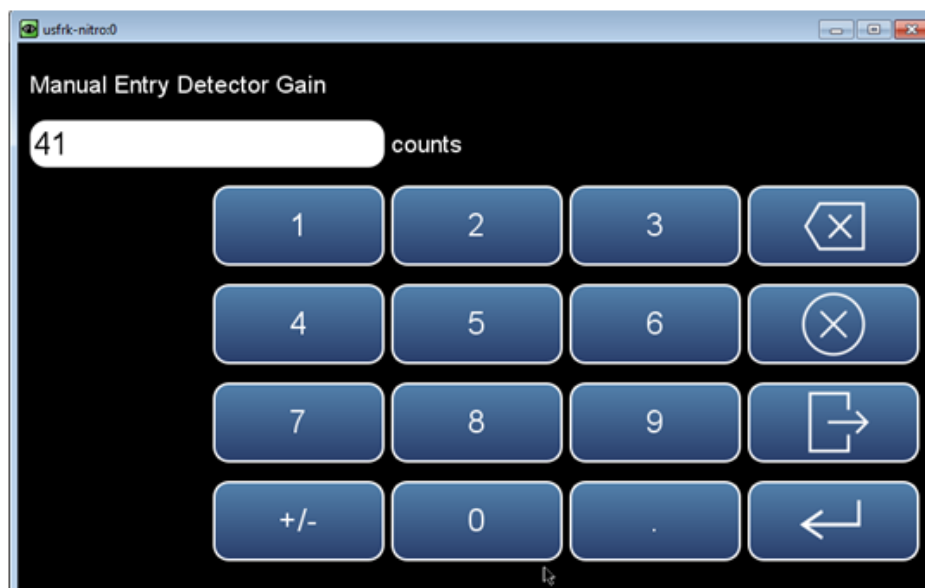 usfrk-nitro:0
Manual Entry Detector Gain
41 counts
1 2 3
4 5 6
7 8 9
+/- 0 .